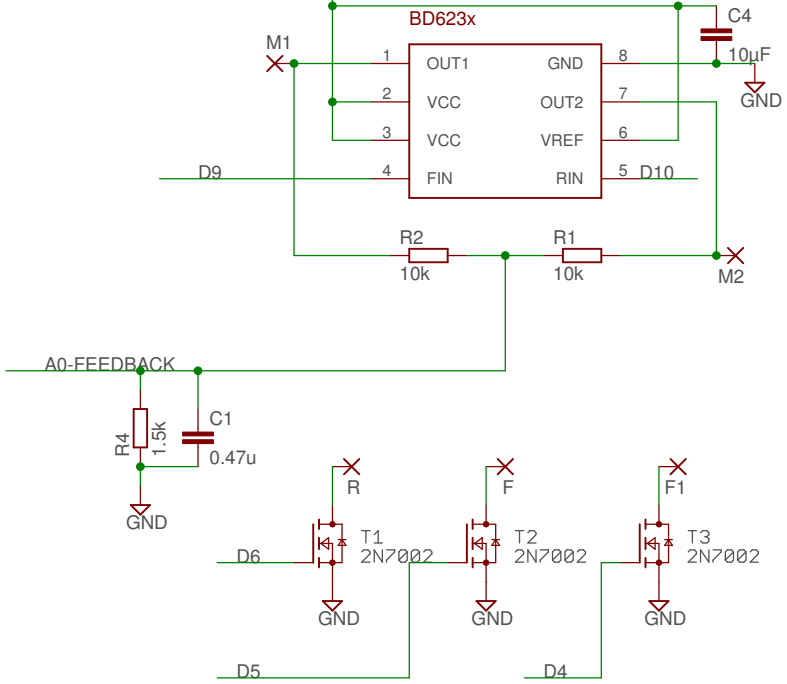 BD623x
C4
10µF
M1
1
OUT1
GND
8
GND
2
VCC
OUT2
7
3
VCC
VREF
6
D9
4
FIN
RIN
5
D10
R2
10k
R1
10k
M2
A0-FEEDBACK
R4
1.5k
C1
0.47u
GND
R
F
F1
T1
2N7002
T2
2N7002
T3
2N7002
D6
GND
GND
GND
D5
D4